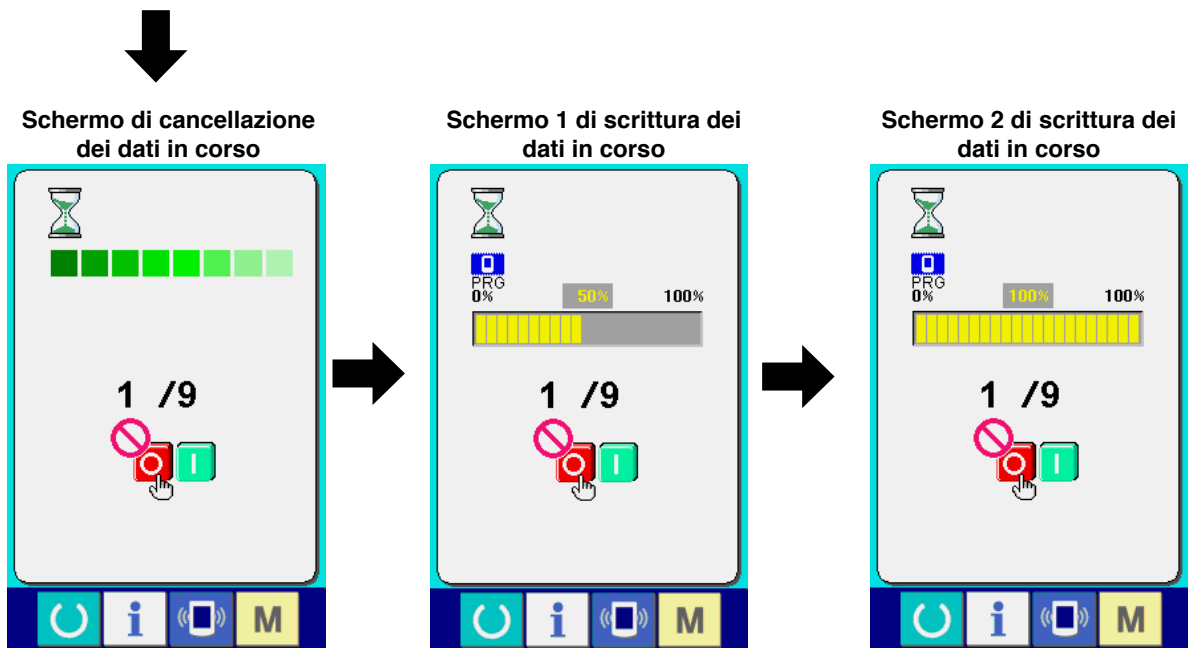 Schermo di cancellazione
dei dati in corso
1 /9
i
M
Schermo 1 di scrittura dei
dati in corso
PRG
0% 50% 100%
1 /9
i
M
Schermo 2 di scrittura dei
dati in corso
PRG
0% 100% 100%
1 /9
i
M